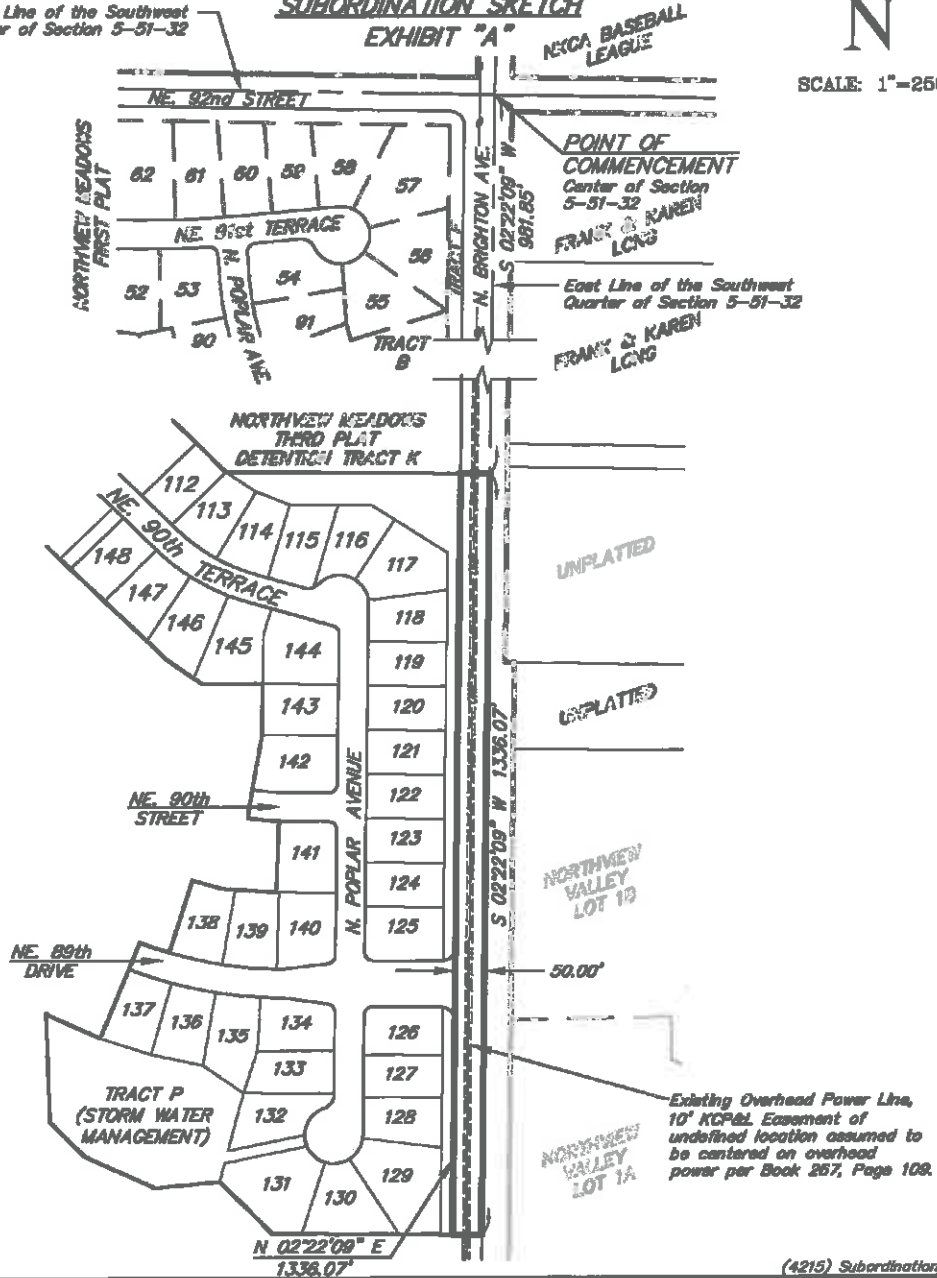 SUBORDINATION SKETCH
EXHIBIT "A"
Line of the Southwest
of Section 5-51-32
N
SCALE: 1"=250
NKCA BASEBALL
LEAGUE
NE. 92nd STREET
POINT OF
COMMENCEMENT
Center of Section
5-51-32
FRANK & KAREN
LONG
NORTHVIEW MEADOWS
FIRST PLAT
62
61
60
59
58
57
56
NE 91st TERRACE
N. POPLAR AVE.
52
53
54
55
90
91
TRACT F
TRACT
B
N. BRIGHTON AVE.
S 02°22'09" W
981.85'
East Line of the Southwest
Quarter of Section 5-51-32
FRANK & KAREN
LONG
NORTHVIEW MEADOWS
THIRD PLAT
DETENTION TRACT K
112
113
114
115
116
117
118
119
120
121
122
123
124
125
NE. 90th
TERRACE
148
147
146
145
144
143
142
141
140
139
138
UNPLATTED
UNPLATTED
N. POPLAR AVENUE
NE. 90th
STREET
S 02°22'09" W 1336.07'
NORTHVIEW
VALLEY
LOT 1B
NE. 89th
DRIVE
50.00'
137
136
135
134
133
132
131
130
129
128
127
126
TRACT P
(STORM WATER
MANAGEMENT)
Existing Overhead Power Line,
10' KCP&L Easement of
undefined location assumed to
be centered on overhead
power per Book 267, Page 109.
NORTHVIEW
VALLEY
LOT 1A
N 02°22'09" E
1336.07'
(4215) Subordination